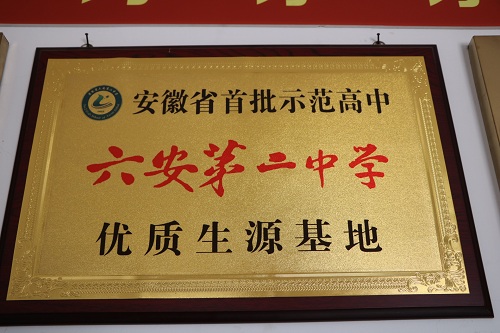 安徽省首批示范高中
六安第二中学
优质生源基地